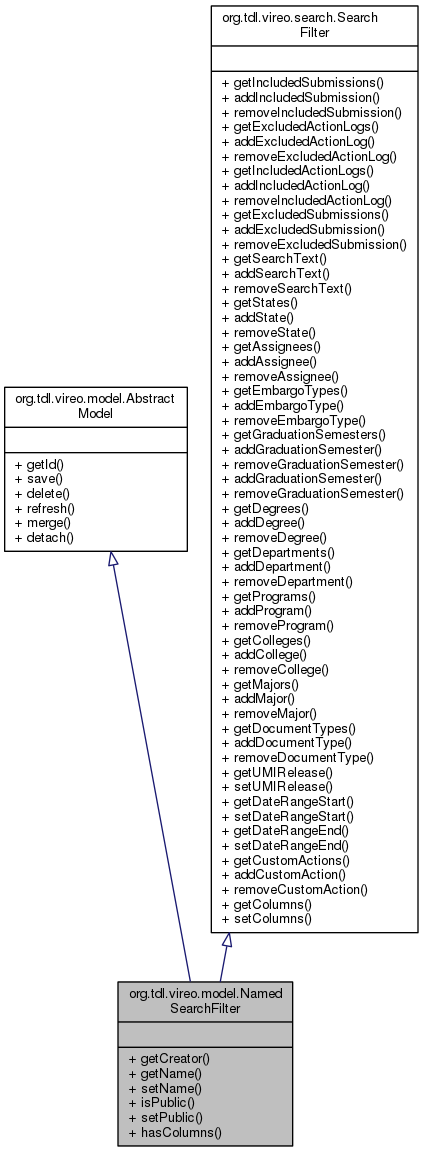 org.tdl.vireo.search.Search
Filter
+ getIncludedSubmissions()
+ addIncludedSubmission()
+ removeIncludedSubmission()
+ getExcludedActionLogs()
+ addExcludedActionLog()
+ removeExcludedActionLog()
+ getIncludedActionLogs()
+ addIncludedActionLog()
+ removeIncludedActionLog()
+ getExcludedSubmissions()
+ addExcludedSubmission()
+ removeExcludedSubmission()
+ getSearchText()
+ addSearchText()
+ removeSearchText()
+ getStates()
+ addState()
+ removeState()
+ getAssignees()
+ addAssignee()
+ removeAssignee()
+ getEmbargoTypes()
+ addEmbargoType()
+ removeEmbargoType()
+ getGraduationSemesters()
+ addGraduationSemester()
+ removeGraduationSemester()
+ addGraduationSemester()
+ removeGraduationSemester()
+ getDegrees()
+ addDegree()
+ removeDegree()
+ getDepartments()
+ addDepartment()
+ removeDepartment()
+ getPrograms()
+ addProgram()
+ removeProgram()
+ getColleges()
+ addCollege()
+ removeCollege()
+ getMajors()
+ addMajor()
+ removeMajor()
+ getDocumentTypes()
+ addDocumentType()
+ removeDocumentType()
+ getUMIRelease()
+ setUMIRelease()
+ getDateRangeStart()
+ setDateRangeStart()
+ getDateRangeEnd()
+ setDateRangeEnd()
+ getCustomActions()
+ addCustomAction()
+ removeCustomAction()
+ getColumns()
+ setColumns()
org.tdl.vireo.model.Abstract
Model
+ getId()
+ save()
+ delete()
+ refresh()
+ merge()
+ detach()
org.tdl.vireo.model.Named
SearchFilter
+ getCreator()
+ getName()
+ setName()
+ isPublic()
+ setPublic()
+ hasColumns()